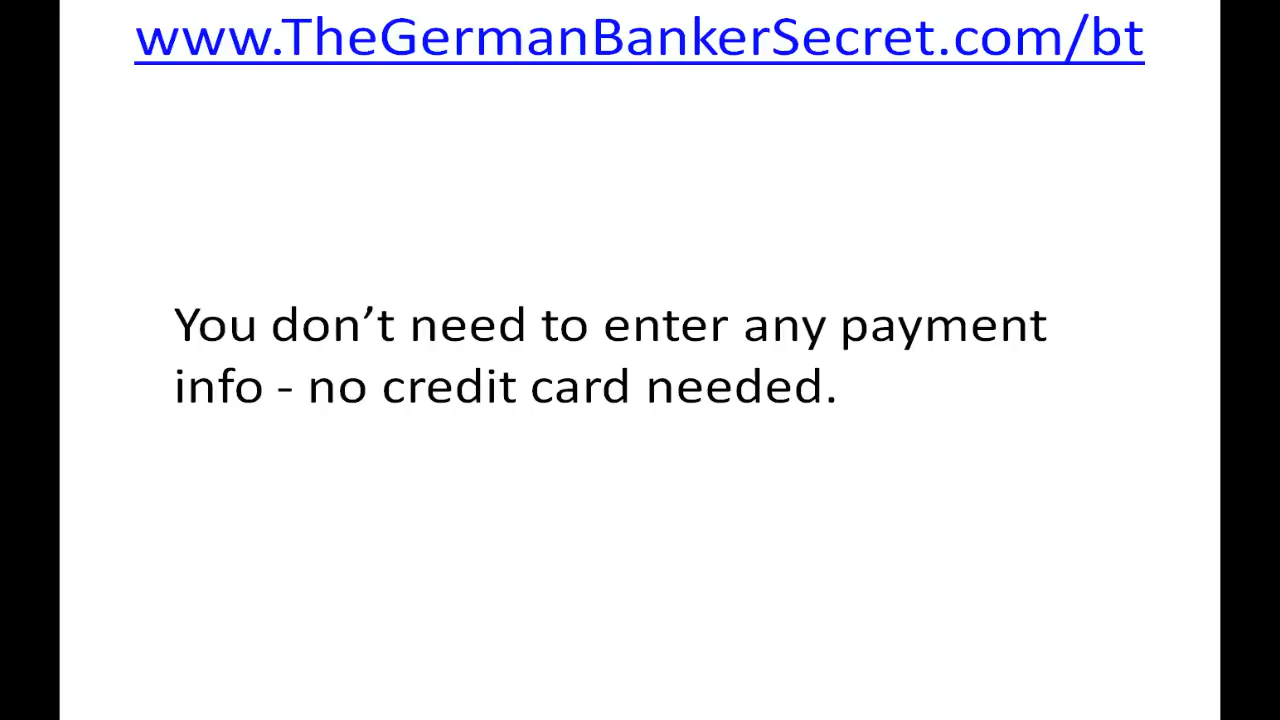 www.TheGermanBankerSecret.com/bt
You don’t need to enter any payment
info - no credit card needed.